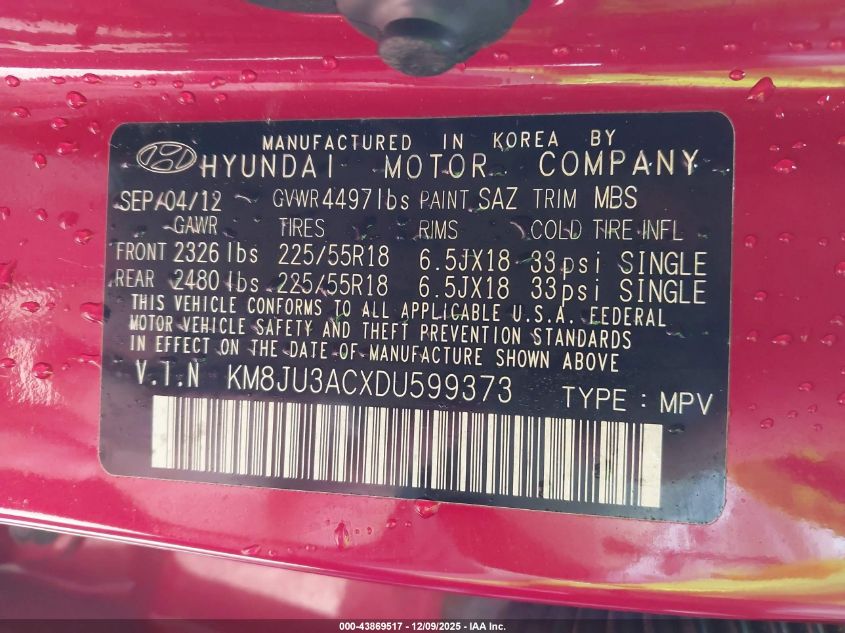 MANUFACTURED IN KOREA BY
HYUNDAI MOTOR COMPANY
SEP/04/12 GVWR 4497lbs PAINT SAZ TRIM MBS
GAWR TIRES RIMS COLD TIRE INFL
FRONT 2326 lbs 225/55R18 6.5JX18 33psi SINGLE
REAR 2480 lbs 225/55R18 6.5JX18 33psi SINGLE
THIS VEHICLE CONFORMS TO ALL APPLICABLE U.S.A. FEDERAL
MOTOR VEHICLE SAFETY AND THEFT PREVENTION STANDARDS
IN EFFECT ON THE DATE OF MANUFACTURE SHOWN ABOVE
V.I.N KM8JU3ACXDU599373 TYPE : MPV
000-43869517 - 12/09/2025 - IAA Inc.